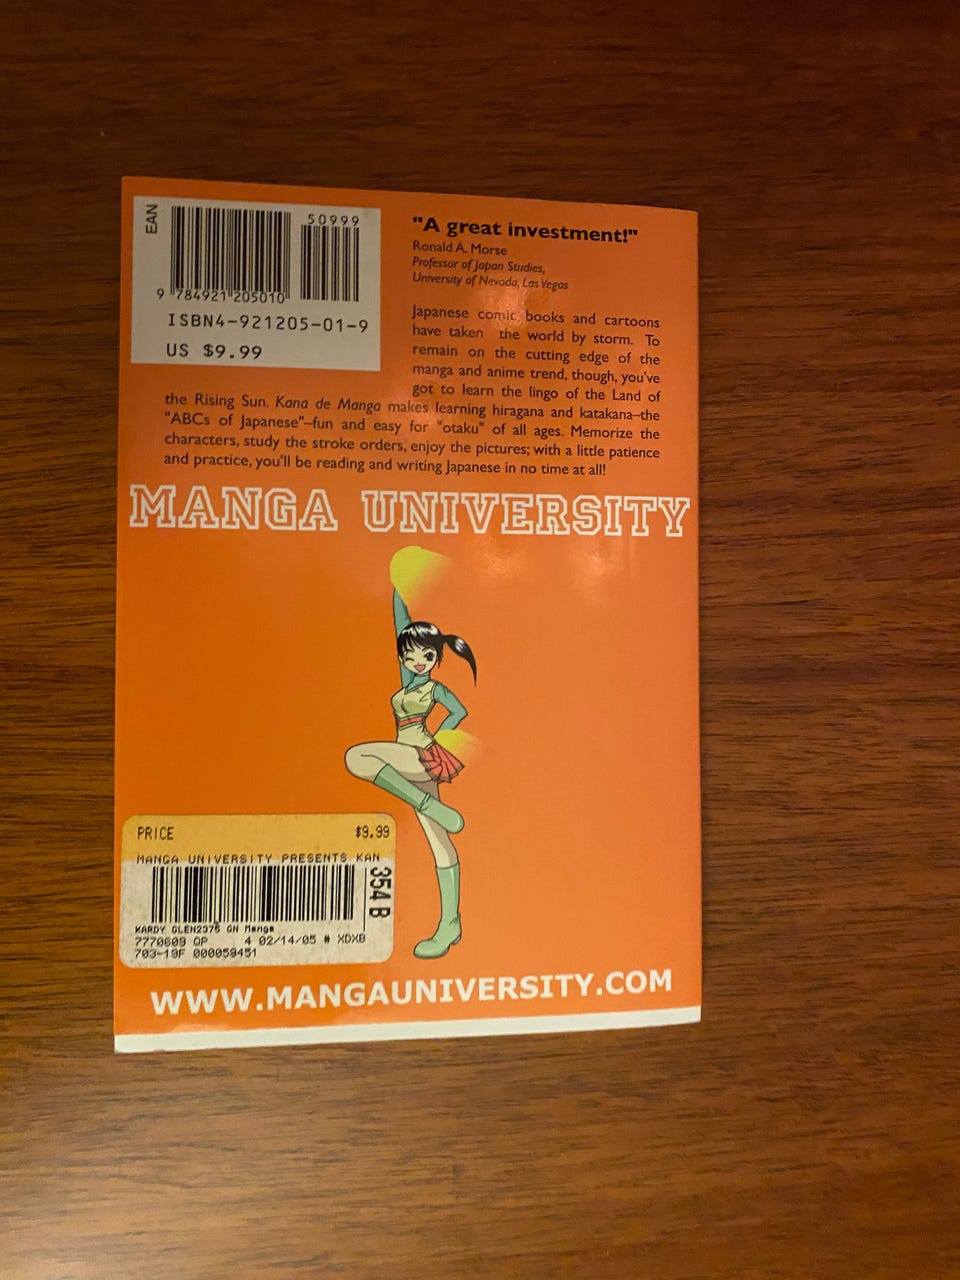 EAN
50999
9 784921 205010
ISBN4-921205-01-9
US $9.99
"A great investment!"
Ronald A. Morse
Professor of Japan Studies,
University of Nevada, Las Vegas
Japanese comic books and cartoons
have taken the world by storm. To
remain on the cutting edge of the
manga and anime trend, though, you've
got to learn the lingo of the Land of
the Rising Sun. Kana de Manga makes learning hiragana and katakana–the
"ABCs of Japanese"–fun and easy for "otaku" of all ages. Memorize the
characters, study the stroke orders, enjoy the pictures; with a little patience
and practice, you'll be reading and writing Japanese in no time at all!
MANGA UNIVERSITY
PRICE $9.99
MANGA UNIVERSITY PRESENTS KAN
354 B
KARDY GLEN2375 GN Manga
7770809 QP 4 02/14/05 # XDXB
703-19F 000059451
WWW.MANGAUNIVERSITY.COM